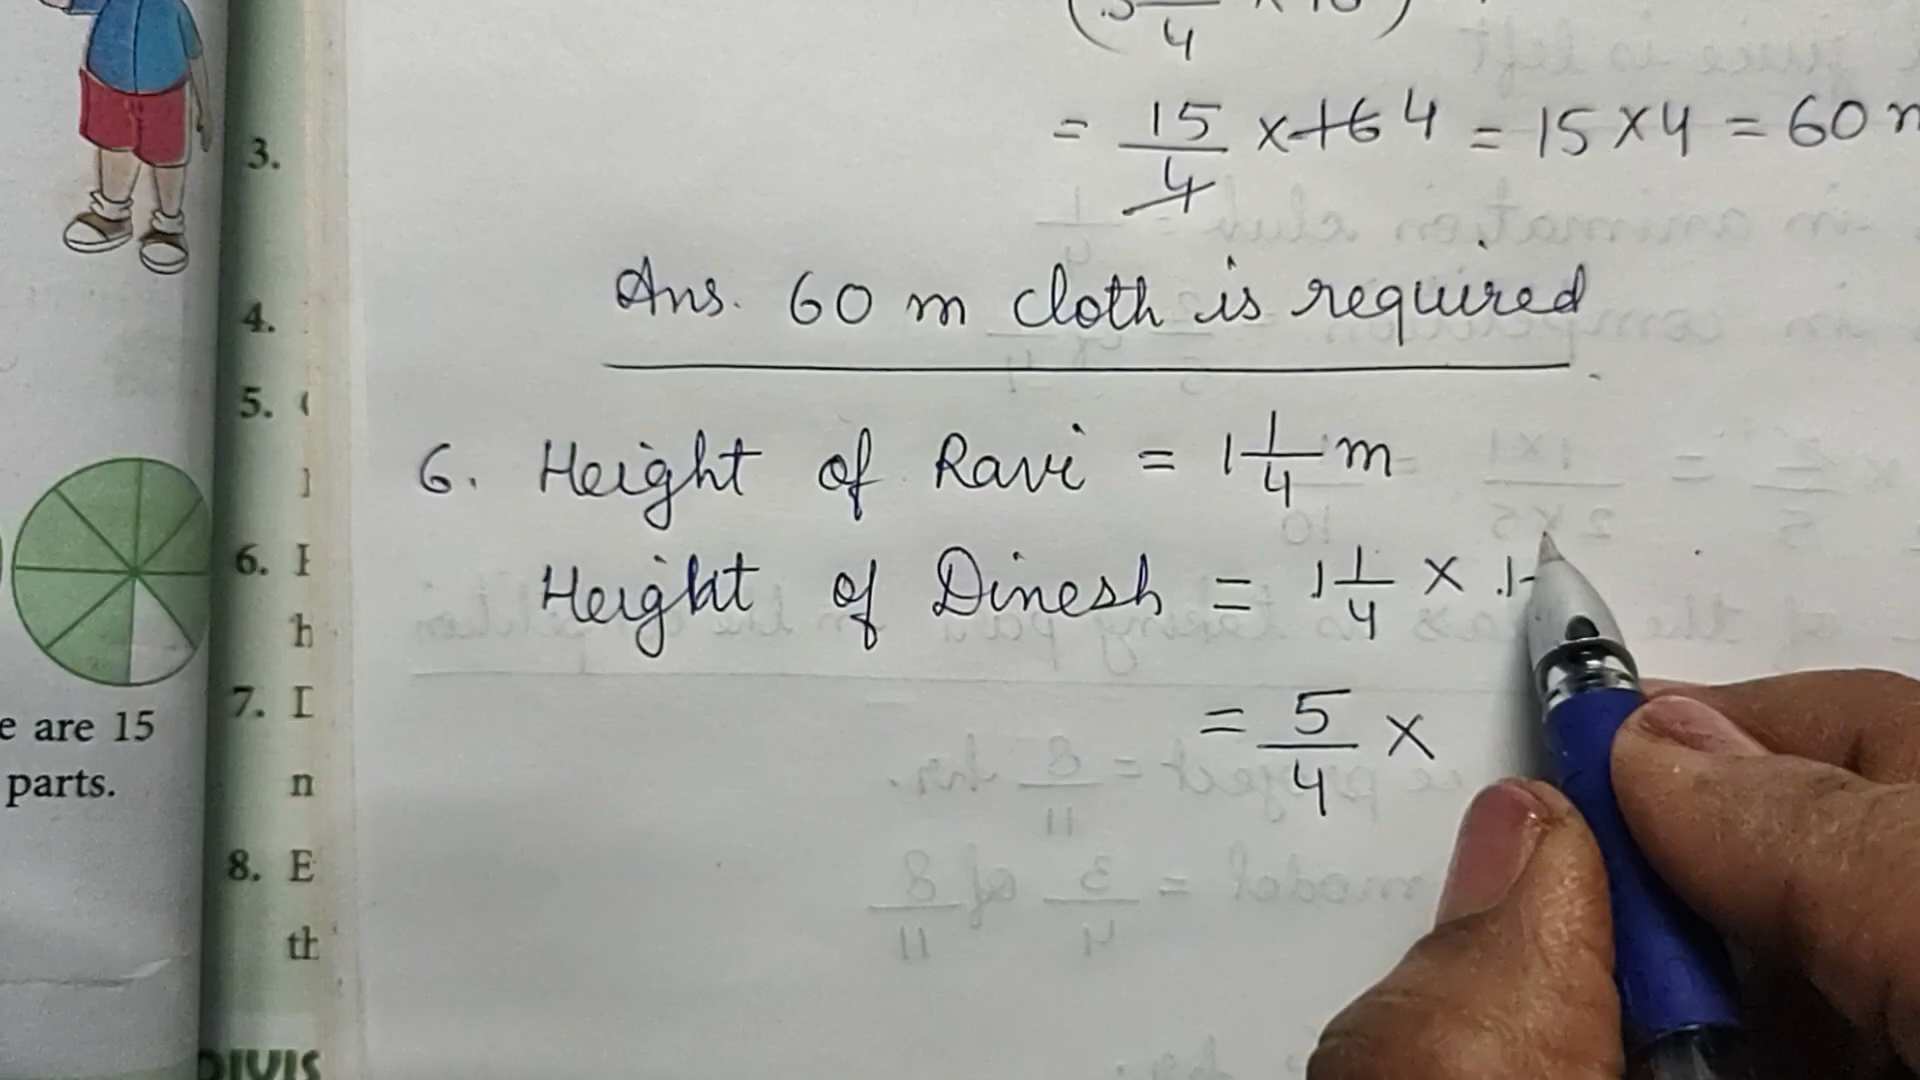 = 15/4 × 16 4 = 15 × 4 = 60
Ans. 60 m cloth is required
6. Height of Ravi = 1 1/4 m
Height of Dinesh = 1 1/4 × 1
= 5/4 ×
3.
4.
5.
6.
h
7.
n
8. E
th
e are 15
parts.
DIVIS